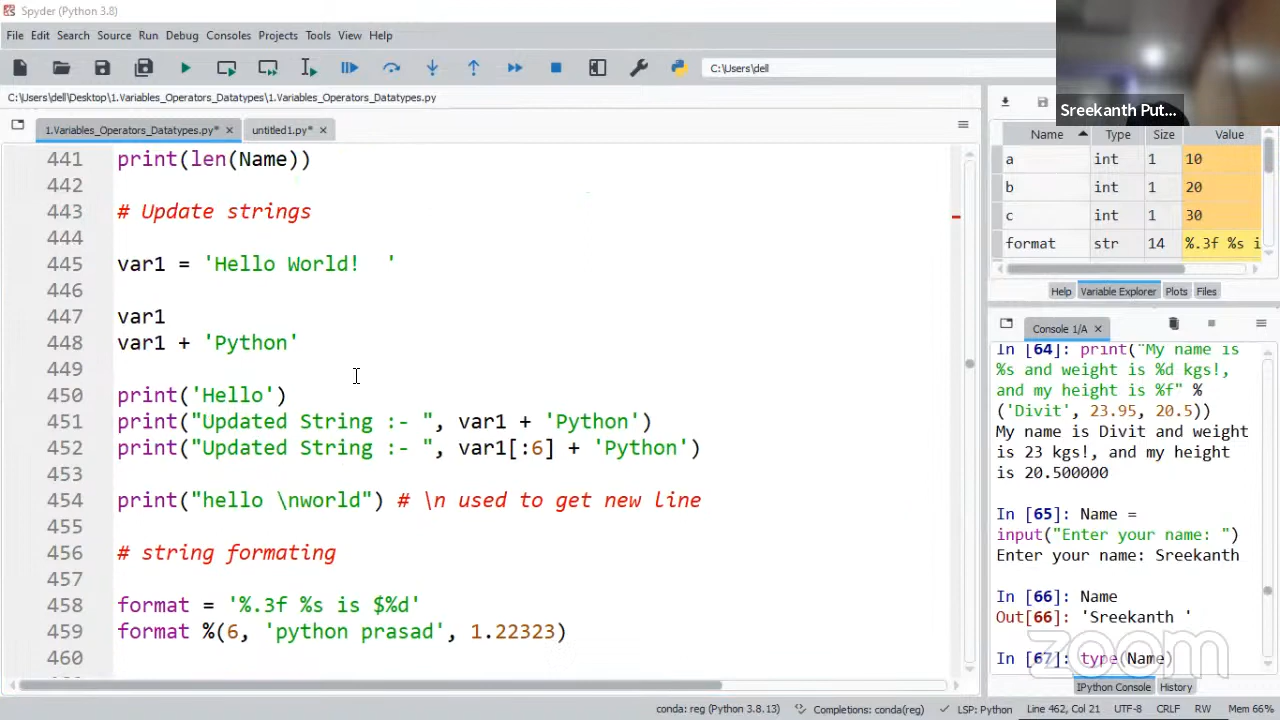 Spyder (Python 3.8)
File Edit Search Source Run Debug Consoles Projects Tools View Help
C:\Users\dell
C:\Users\dell\Desktop\1.Variables_Operators_Datatypes\1.Variables_Operators_Datatypes.py
Sreekanth Put...
1.Variables_Operators_Datatypes.py* untitled1.py*
441 print(len(Name))
442
443 # Update strings
444
445 var1 = 'Hello World!  '
446
447 var1
448 var1 + 'Python'
449
450 print('Hello')
451 print("Updated String :- ", var1 + 'Python')
452 print("Updated String :- ", var1[:6] + 'Python')
453
454 print("hello \nworld") # \n used to get new line
455
456 # string formating
457
458 format = '%.3f %s is $%d'
459 format %(6, 'python prasad', 1.22323)
460
Name Type Size Value
a int 1 10
b int 1 20
c int 1 30
format str 14 %.3f %s i
Help Variable Explorer Plots Files
Console 1/A
In [64]: print("My name is
%s and weight is %d kgs!,
and my height is %f" %
('Divit', 23.95, 20.5))
My name is Divit and weight
is 23 kgs!, and my height
is 20.500000
In [65]: Name =
input("Enter your name: ")
Enter your name: Sreekanth
In [66]: Name
Out[66]: 'Sreekanth '
In [67]: type(Name)
zoom
IPython Console History
conda: reg (Python 3.8.13) Completions: conda(reg) LSP: Python Line 462, Col 21 UTF-8 CRLF RW Mem 66%